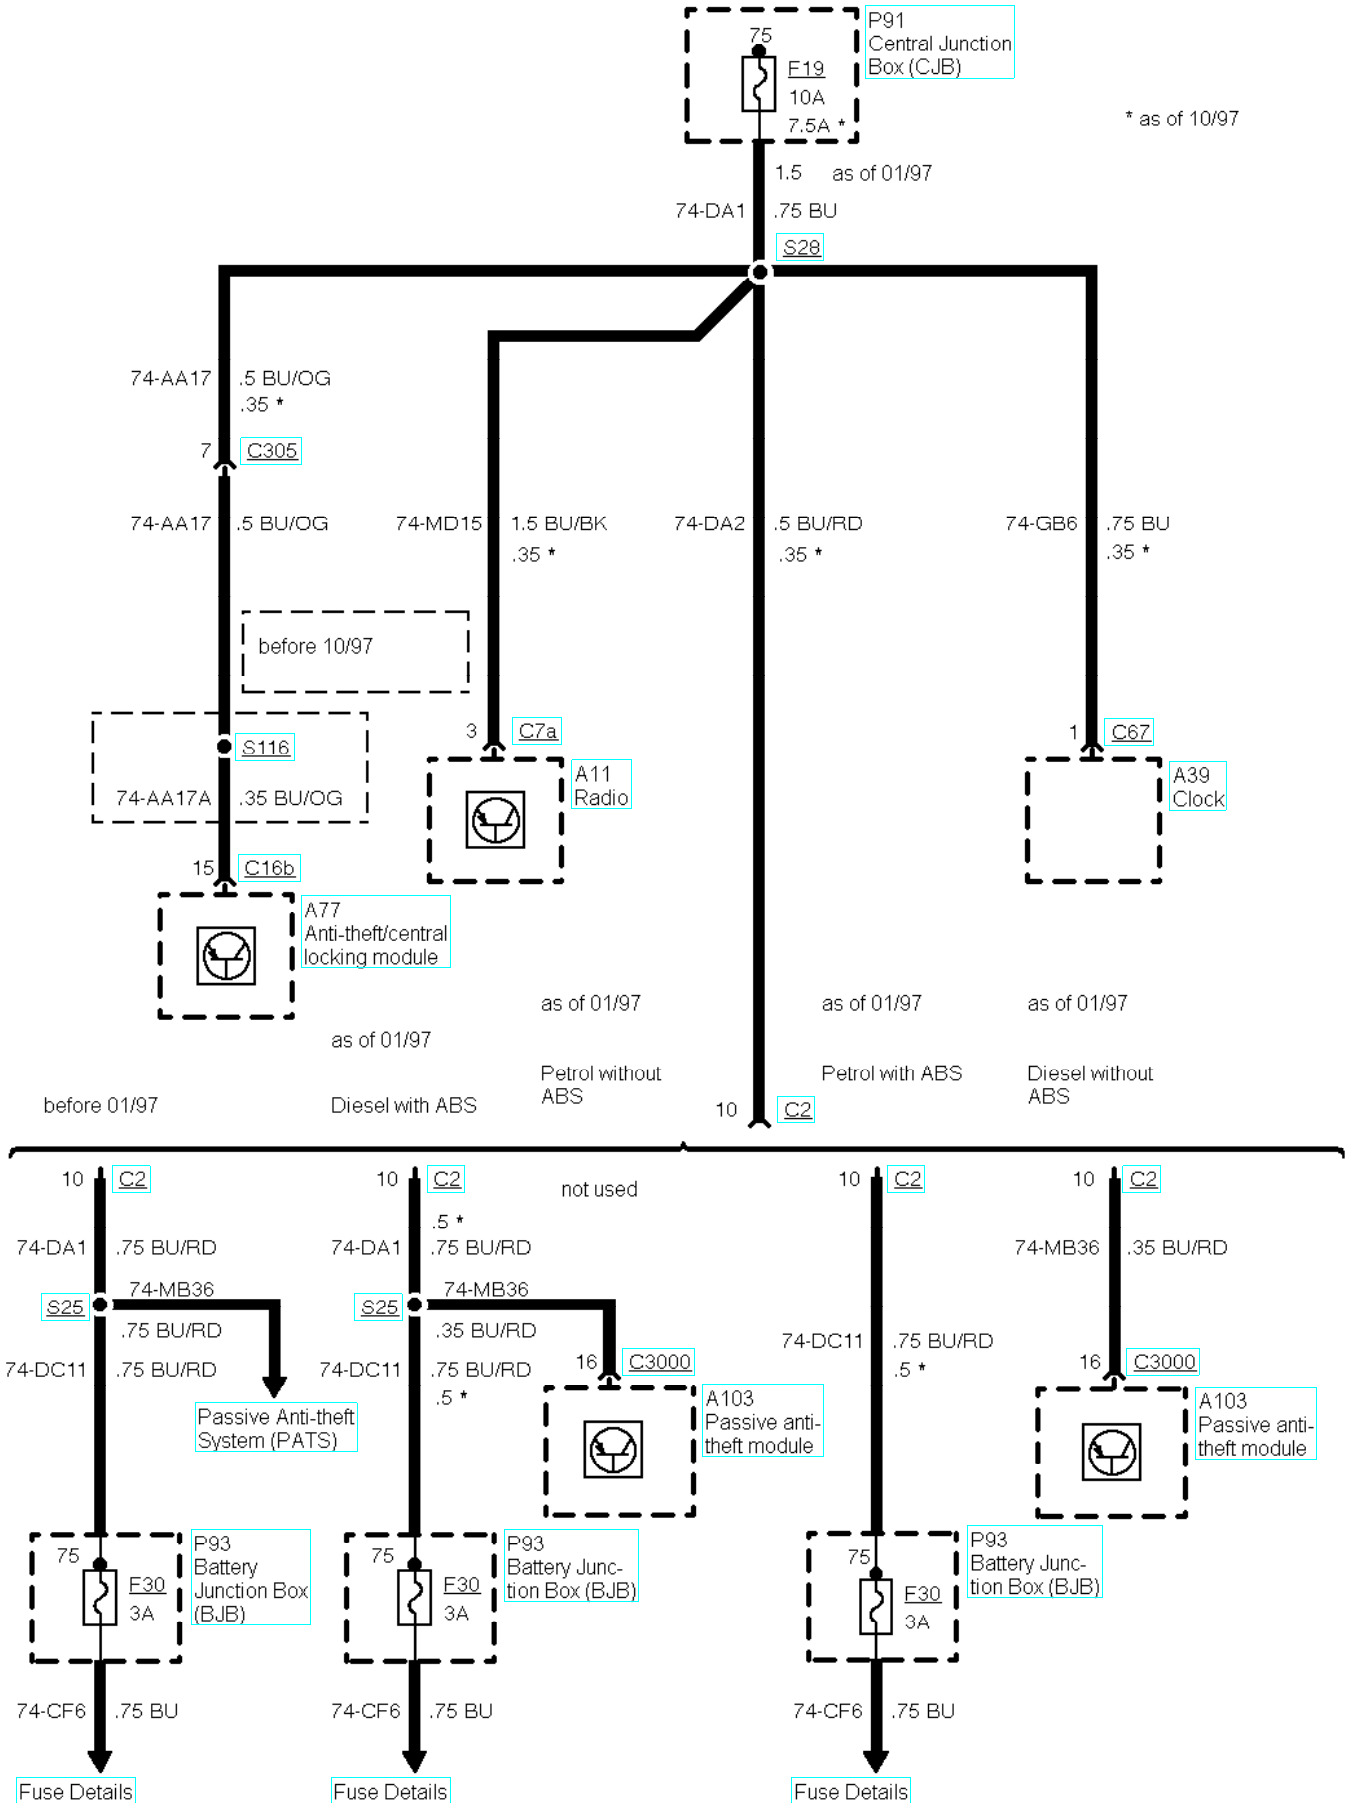 P91
Central Junction
Box (CJB)
75
F19
10A
7.5A *
* as of 10/97
1.5
as of 01/97
74-DA1
.75 BU
S28
74-AA17
.5 BU/OG
.35 *
7
C305
74-AA17
.5 BU/OG
74-MD15
1.5 BU/BK
.35 *
74-DA2
.5 BU/RD
.35 *
74-GB6
.75 BU
.35 *
before 10/97
S116
74-AA17A
.35 BU/OG
3
C7a
A11
Radio
1
C67
A39
Clock
15
C16b
A77
Anti-theft/central
locking module
before 01/97
as of 01/97
Diesel with ABS
as of 01/97
Petrol without
ABS
as of 01/97
Petrol with ABS
as of 01/97
Diesel without
ABS
10
C2
10
C2
74-DA1
.75 BU/RD
S25
74-MB36
.75 BU/RD
74-DC11
.75 BU/RD
Passive Anti-theft
System (PATS)
P93
Battery
Junction Box
(BJB)
75
F30
3A
74-CF6
.75 BU
Fuse Details
10
C2
.5 *
74-DA1
.75 BU/RD
S25
74-MB36
.35 BU/RD
74-DC11
.75 BU/RD
.5 *
16
C3000
A103
Passive anti-
theft module
P93
Battery Junc-
tion Box (BJB)
75
F30
3A
74-CF6
.75 BU
Fuse Details
not used
10
C2
74-DC11
.75 BU/RD
.5 *
P93
Battery Junc-
tion Box (BJB)
75
F30
3A
74-CF6
.75 BU
Fuse Details
10
C2
74-MB36
.35 BU/RD
16
C3000
A103
Passive anti-
theft module